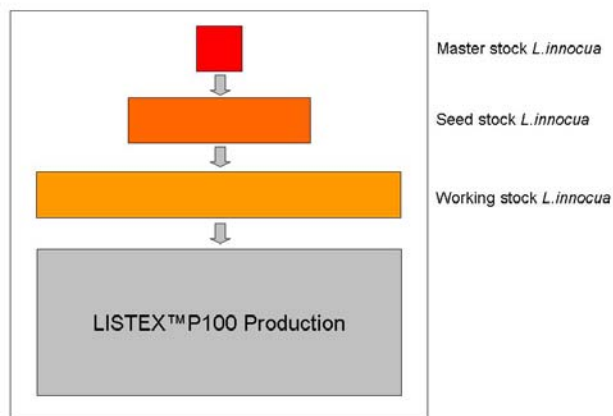 Master stock L.innocua
Seed stock L.innocua
Working stock L.innocua
LISTEX™P100 Production